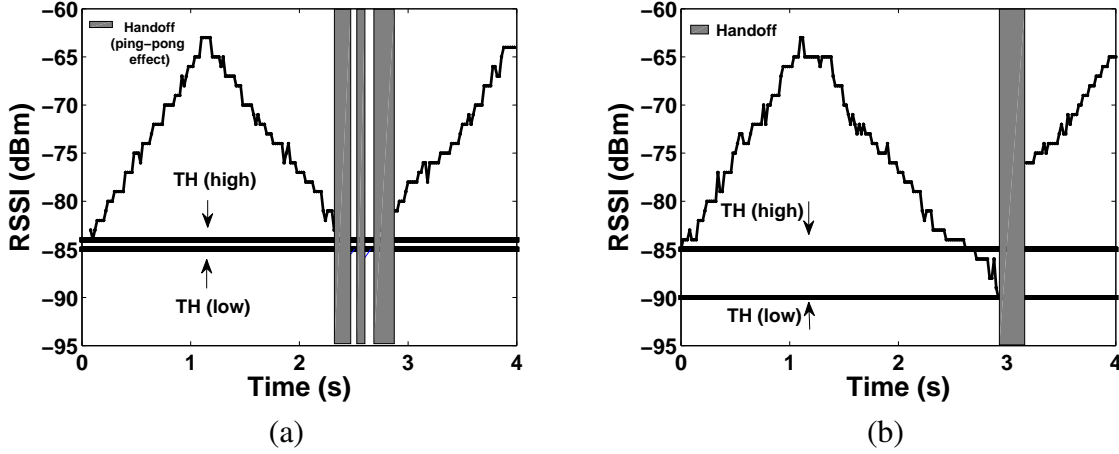 −60
−65
−70
−75
−80
−85
−90
−95
RSSI (dBm)
Handoff
(ping−pong
effect)
TH (high)
TH (low)
0
1
2
3
4
Time (s)
(a)
−60
−65
−70
−75
−80
−85
−90
−95
RSSI (dBm)
Handoff
TH (high)
TH (low)
0
1
2
3
4
Time (s)
(b)